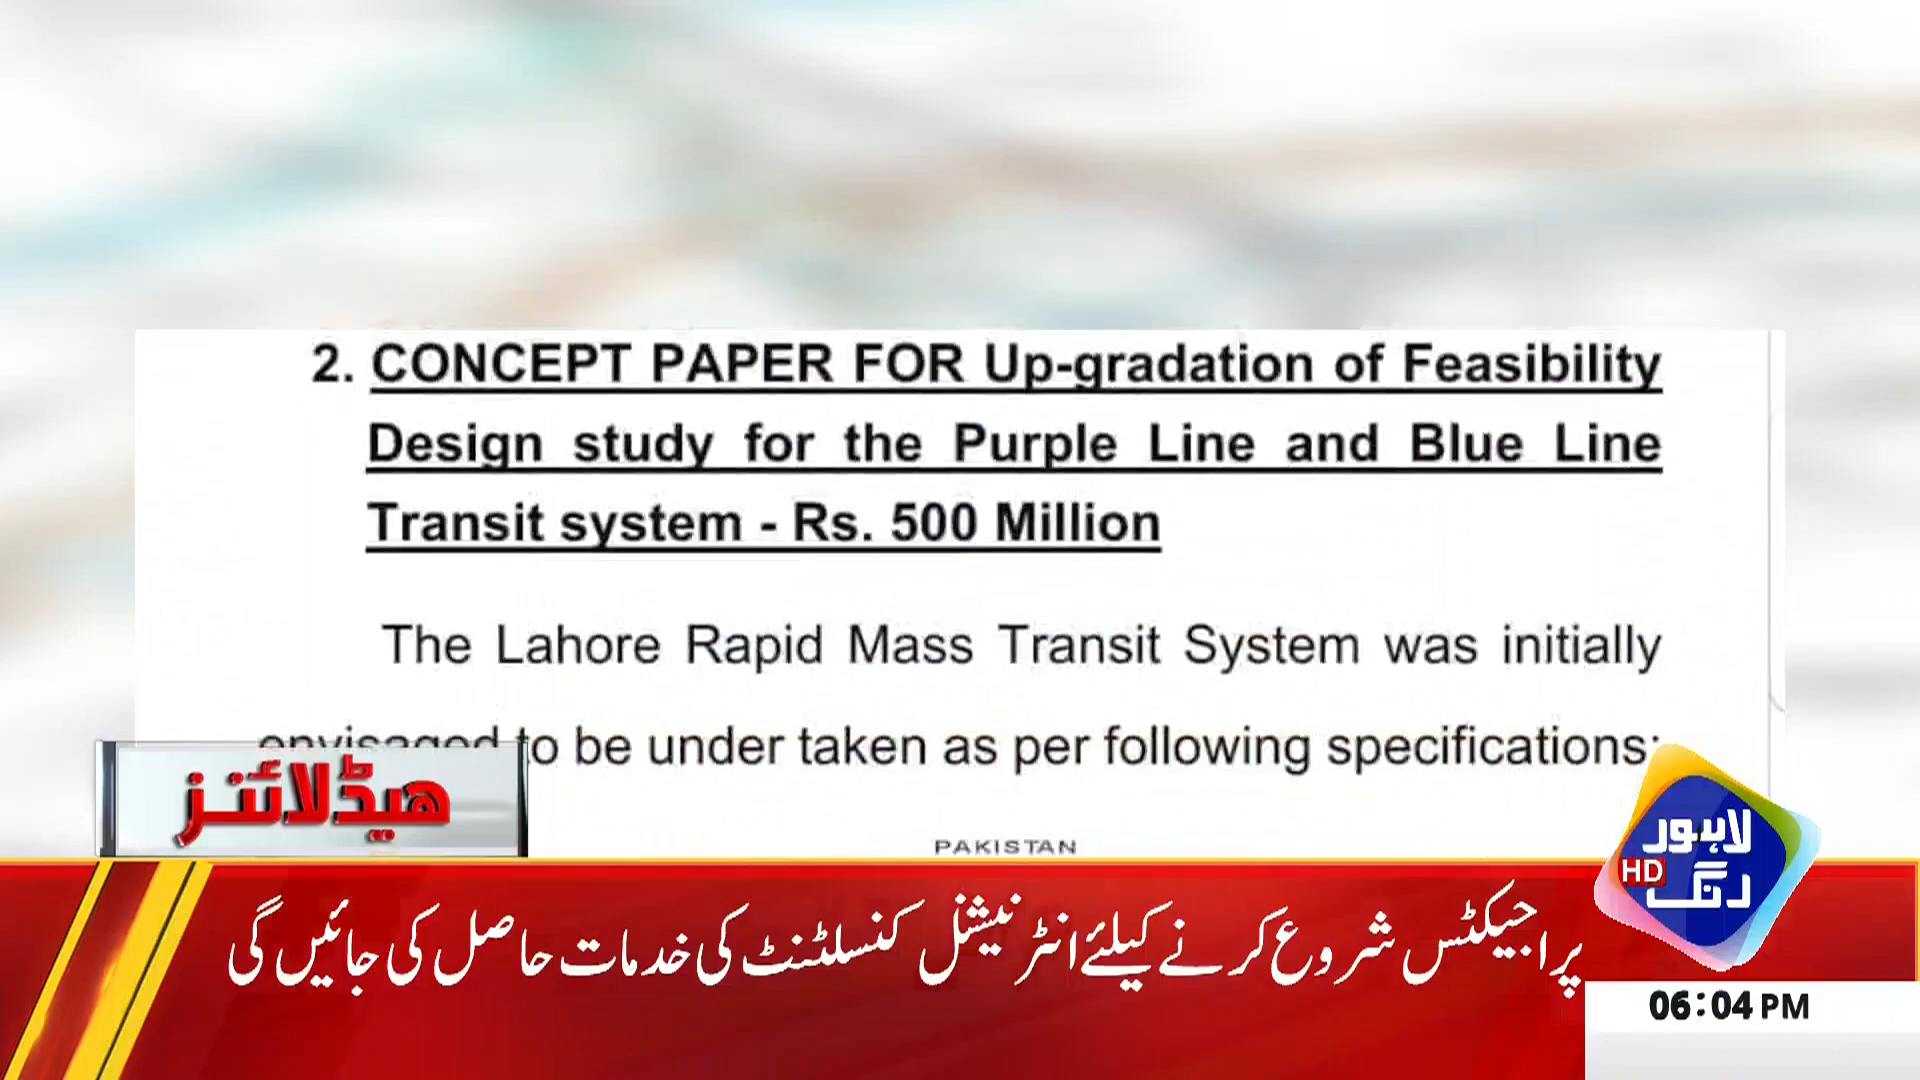 2. CONCEPT PAPER FOR Up-gradation of Feasibility
Design study for the Purple Line and Blue Line
Transit system - Rs. 500 Million
The Lahore Rapid Mass Transit System was initially
envisaged to be under taken as per following specifications:
ہیڈلائنز
PAKISTAN
لاہور
رنگ
HD
پراجیکٹس شروع کرنے کیلئے انٹرنیشنل کنسلٹنٹ کی خدمات حاصل کی جائیں گی
06:04 PM